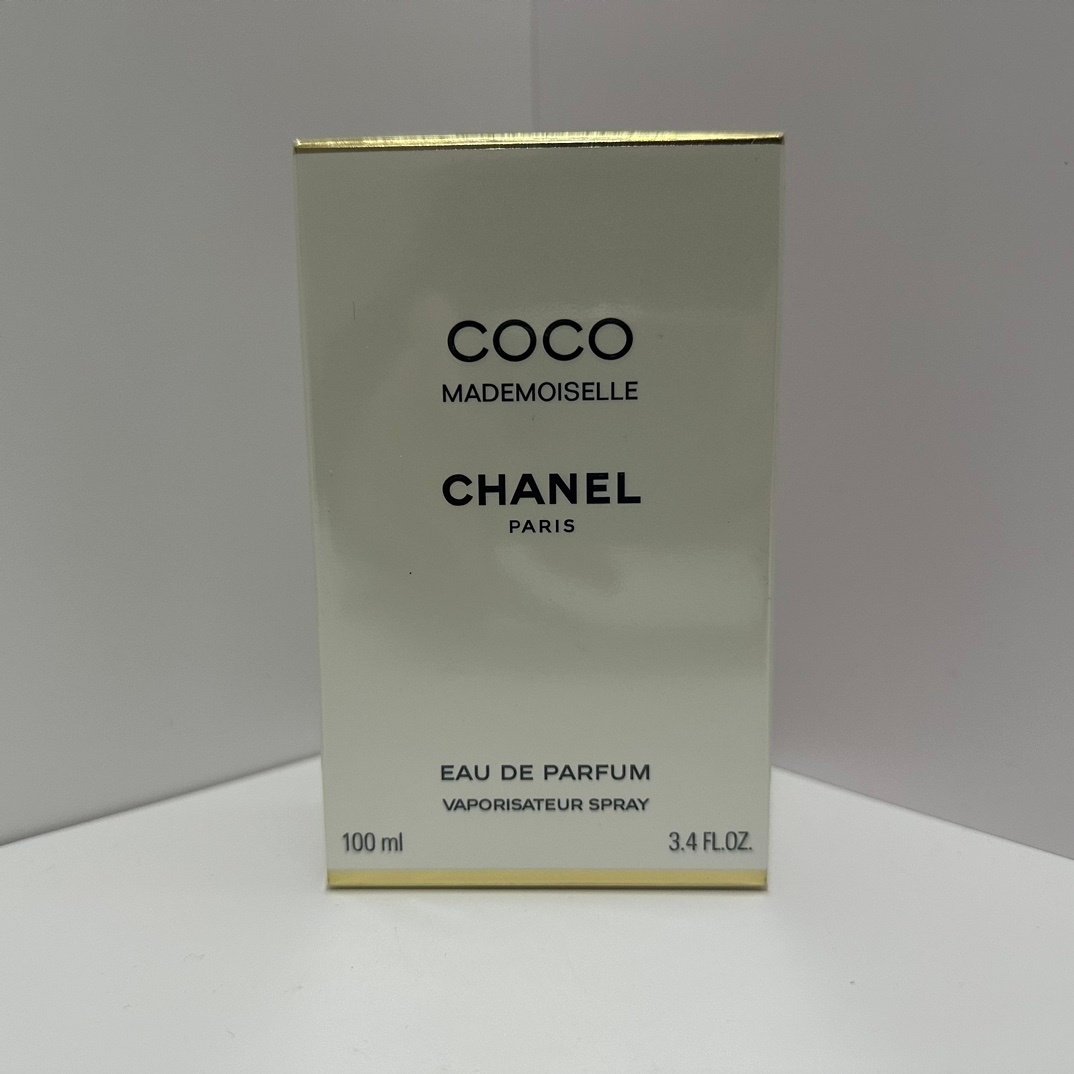 COCO
MADEMOISELLE
CHANEL
PARIS
EAU DE PARFUM
VAPORISATEUR SPRAY
100 ml 3.4 FL.OZ.